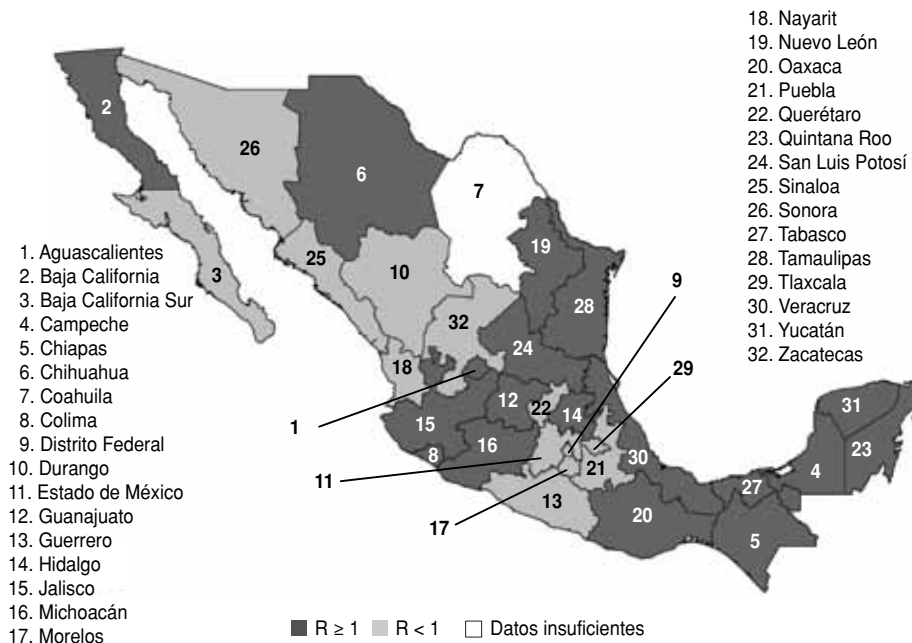 18. Nayarit
19. Nuevo León
20. Oaxaca
21. Puebla
22. Querétaro
23. Quintana Roo
24. San Luis Potosí
25. Sinaloa
26. Sonora
27. Tabasco
28. Tamaulipas
29. Tlaxcala
30. Veracruz
31. Yucatán
32. Zacatecas
1. Aguascalientes
2. Baja California
3. Baja California Sur
4. Campeche
5. Chiapas
6. Chihuahua
7. Coahuila
8. Colima
9. Distrito Federal
10. Durango
11. Estado de México
12. Guanajuato
13. Guerrero
14. Hidalgo
15. Jalisco
16. Michoacán
17. Morelos
2
26
6
7
3
25
10
19
9
28
32
18
24
29
1
12
22
14
15
31
16
8
30
23
11
21
4
27
13
17
20
5
R ≥ 1
R < 1
Datos insuficientes